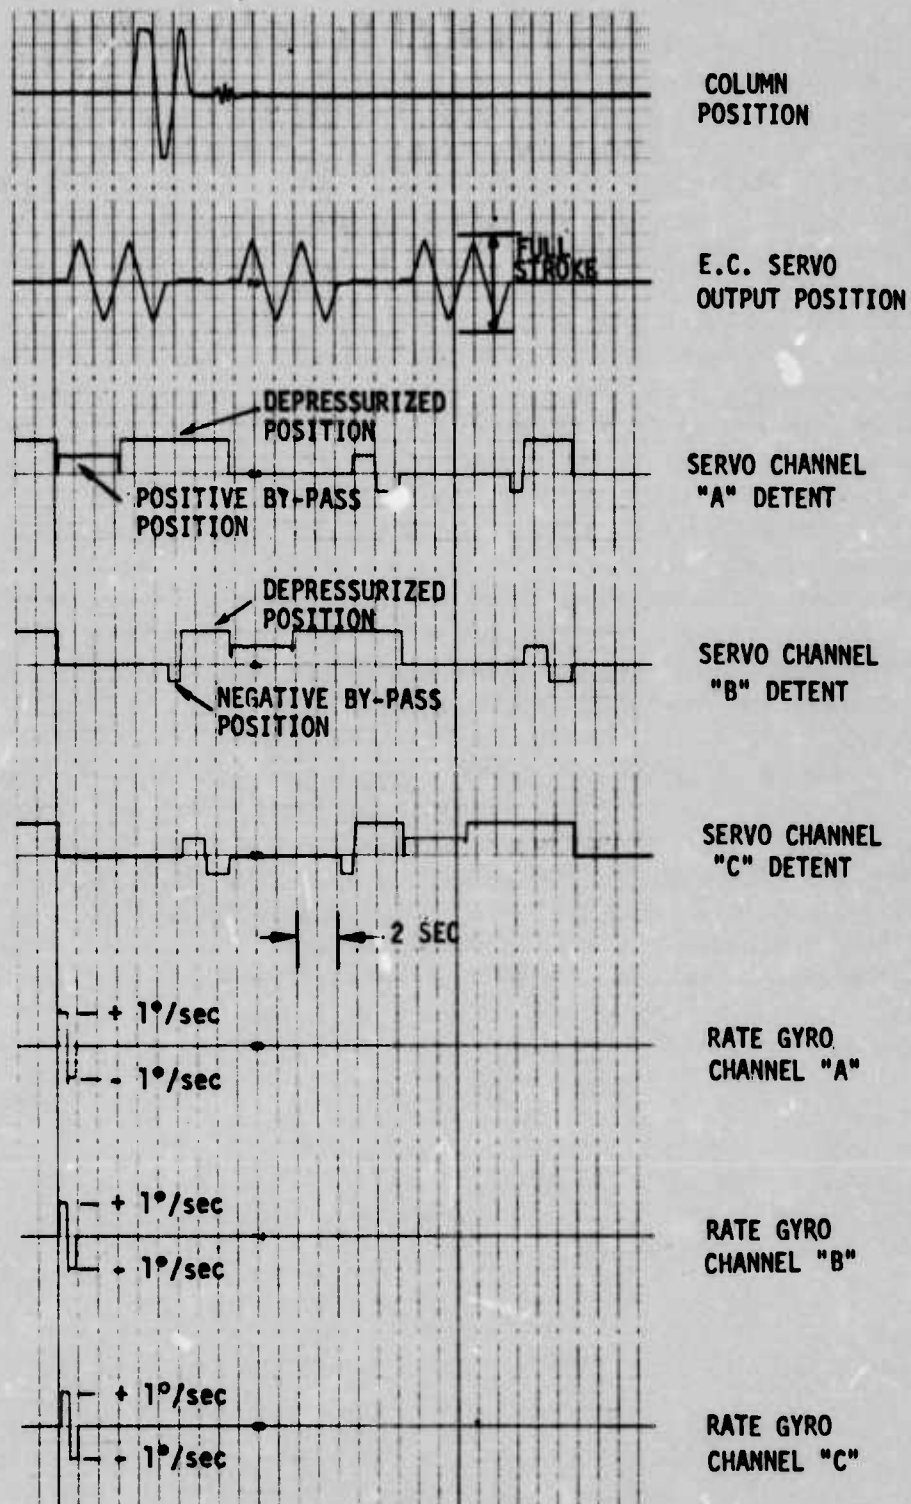 COLUMN
POSITION
FULL
STROKE
E.C. SERVO
OUTPUT POSITION
DEPRESSURIZED
POSITION
POSITIVE BY-PASS
POSITION
SERVO CHANNEL
"A" DETENT
DEPRESSURIZED
POSITION
NEGATIVE BY-PASS
POSITION
SERVO CHANNEL
"B" DETENT
SERVO CHANNEL
"C" DETENT
2 SEC
+ 1°/sec
- 1°/sec
RATE GYRO
CHANNEL "A"
+ 1°/sec
- 1°/sec
RATE GYRO
CHANNEL "B"
+ 1°/sec
- 1°/sec
RATE GYRO
CHANNEL "C"